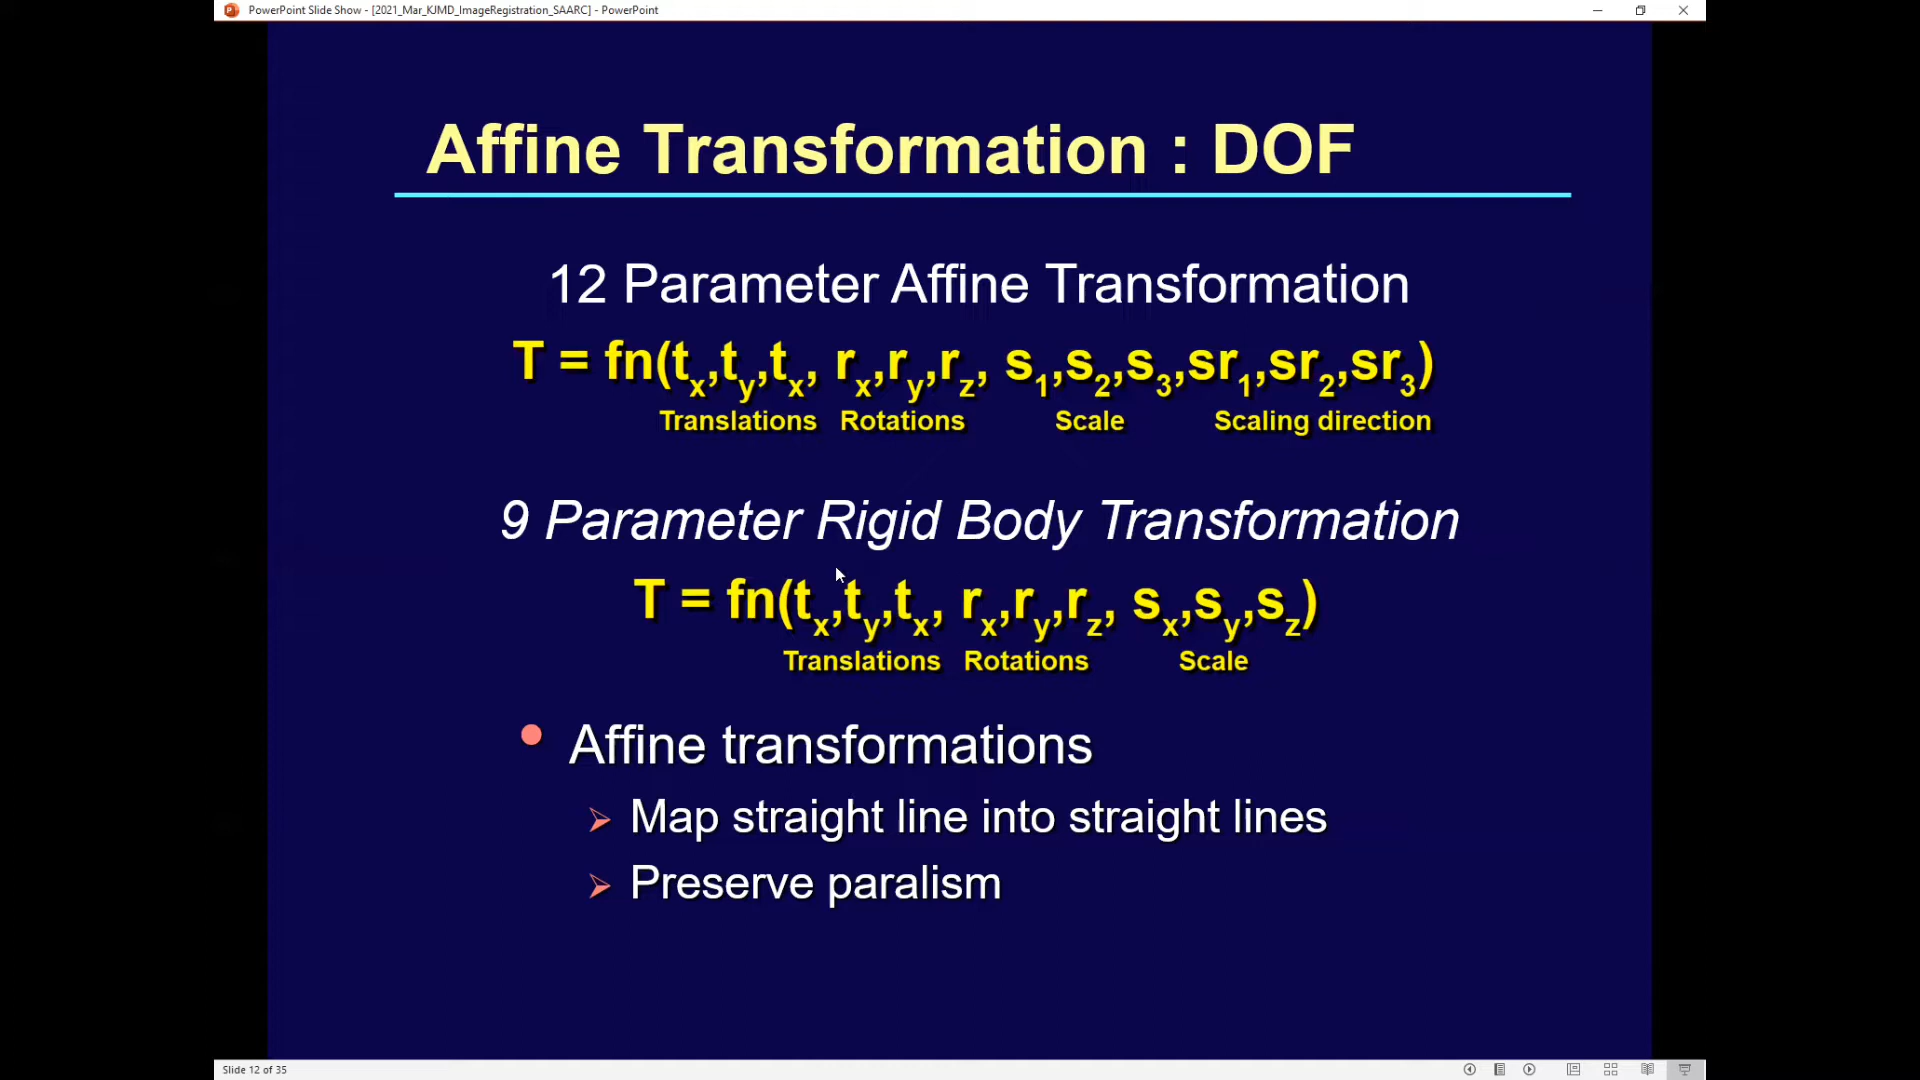 PowerPoint Slide Show - [2021_Mar_KJMD_ImageRegistration_SAARC] - PowerPoint
Affine Transformation : DOF
12 Parameter Affine Transformation
T = fn(tx,ty,tx, rx,ry,rz, s1,s2,s3,sr1,sr2,sr3)
Translations Rotations Scale Scaling direction
9 Parameter Rigid Body Transformation
T = fn(tx,ty,tx, rx,ry,rz, sx,sy,sz)
Translations Rotations Scale
• Affine transformations
➢ Map straight line into straight lines
➢ Preserve paralism
Slide 12 of 35